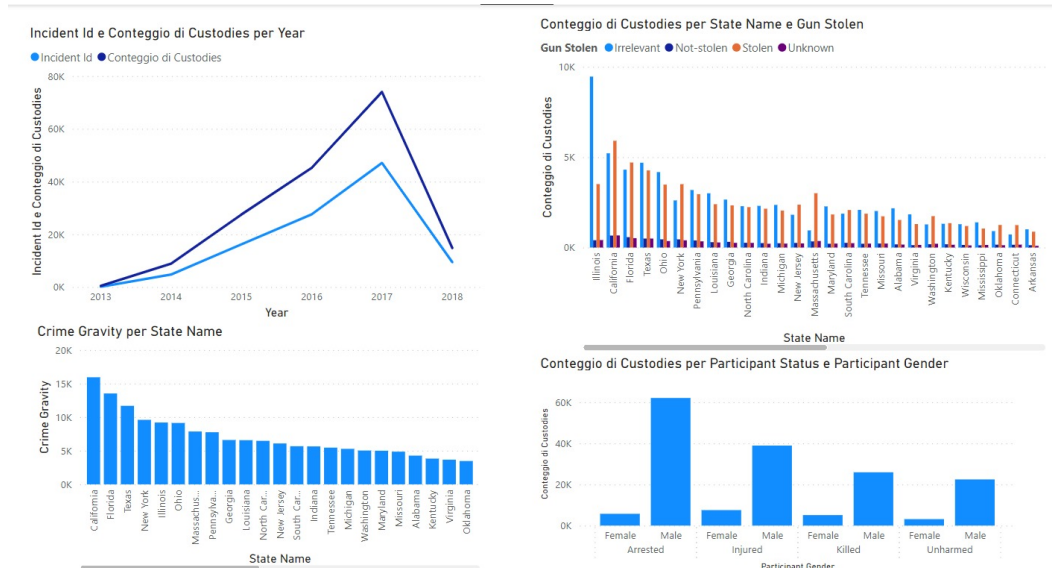 Incident Id e Conteggio di Custodies per Year
Incident Id Conteggio di Custodies
Incident Id e Conteggio di Custodies
80K
60K
40K
20K
0K
2013 2014 2015 2016 2017 2018
Year
Crime Gravity per State Name
Crime Gravity
20K
15K
10K
5K
0K
California Florida Texas New York Illinois Ohio Massachus... Pennsylva... Georgia Louisiana North Car... New Jersey South Car... Indiana Tennessee Michigan Washington Maryland Missouri Alabama Kentucky Virginia Oklahoma
State Name
Conteggio di Custodies per State Name e Gun Stolen
Gun Stolen Irrelevant Not-stolen Stolen Unknown
Conteggio di Custodies
10K
5K
0K
Illinois California Florida Texas Ohio New York Pennsylvania Louisiana Georgia North Carolina Indiana Michigan New Jersey Massachusetts Maryland South Carolina Tennessee Missouri Alabama Virginia Washington Kentucky Wisconsin Mississippi Oklahoma Connecticut Arkansas
State Name
Conteggio di Custodies per Participant Status e Participant Gender
Conteggio di Custodies
60K
40K
20K
0K
Female Male Female Male Female Male Female Male
Arrested Injured Killed Unharmed
Participant Gender